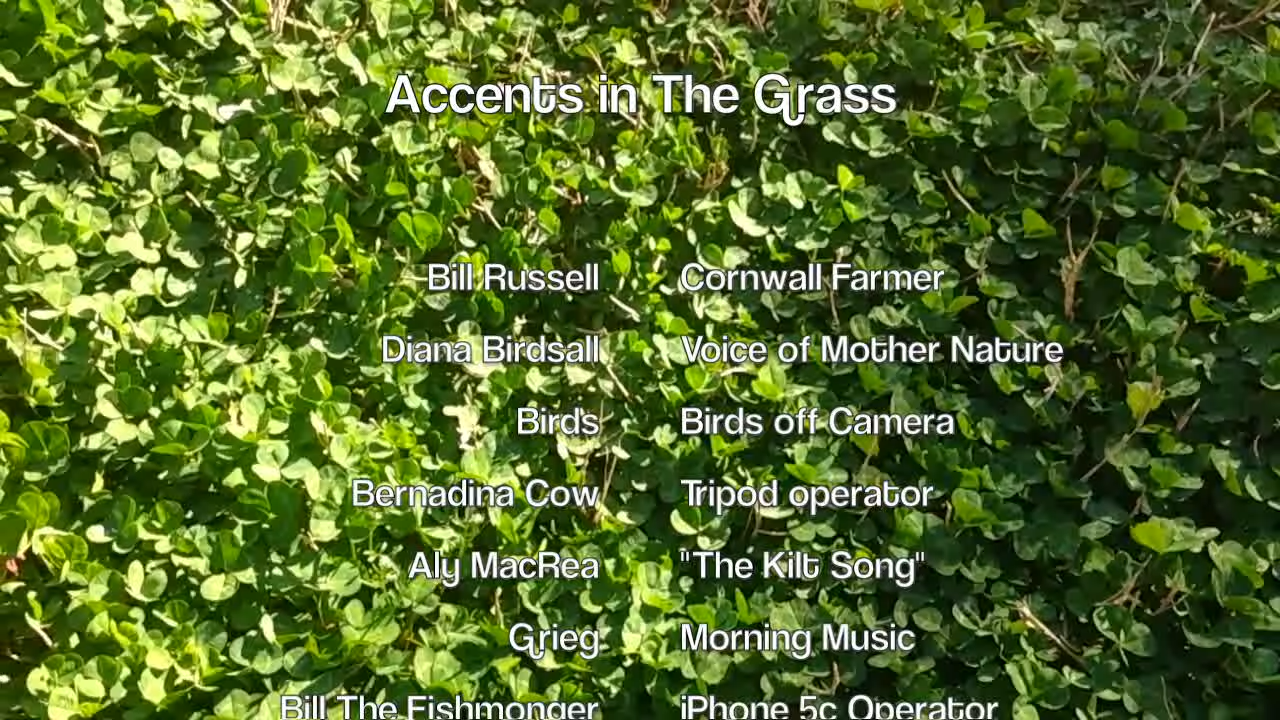 Accents in The Grass
Bill Russell Cornwall Farmer
Diana Birdsall Voice of Mother Nature
Birds Birds off Camera
Bernadina Cow Tripod operator
Aly MacRea "The Kilt Song"
Grieg Morning Music
Bill The Fishmonger iPhone 5c Operator